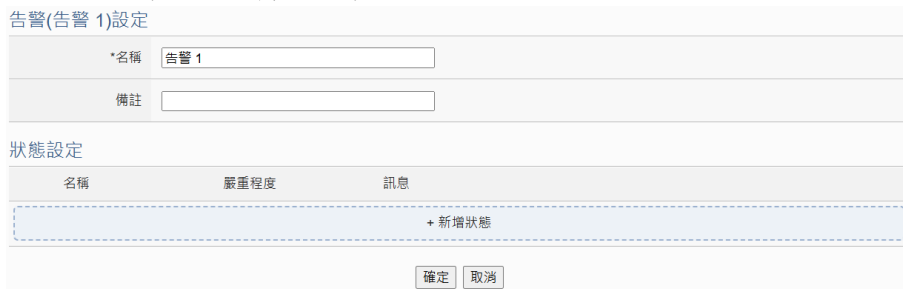 告警(告警 1)設定
*名稱 告警 1
備註
狀態設定
名稱 嚴重程度 訊息
+ 新增狀態
確定 取消